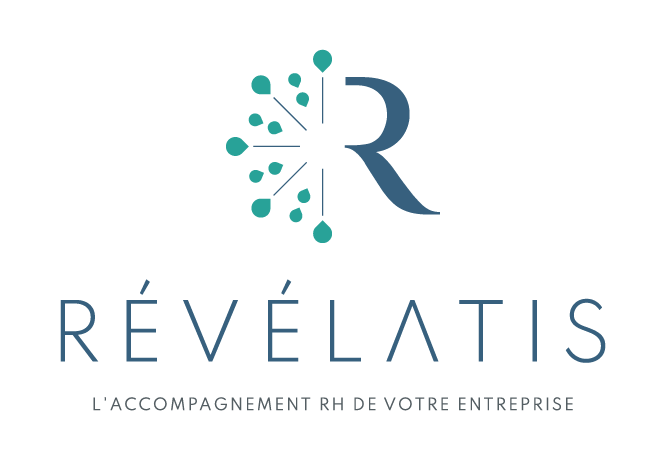 R
RÉVÉLATIS
L'ACCOMPAGNEMENT RH DE VOTRE ENTREPRISE